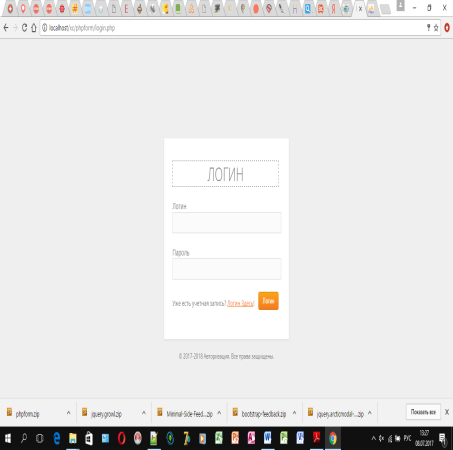 localhost/xx/phpform/login.php
ЛОГИН
Логин
Пароль
Уже есть учетная запись? Логин Здесь!
Логин
© 2017-2018 Авторизация. Все права защищены.
phpform.zip
jquery.growl.zip
Minimal-Side-Feed....zip
bootstrap-feedback.zip
jquery.arcticmodal-....zip
Показать все
РУС
13:27
08.07.2017